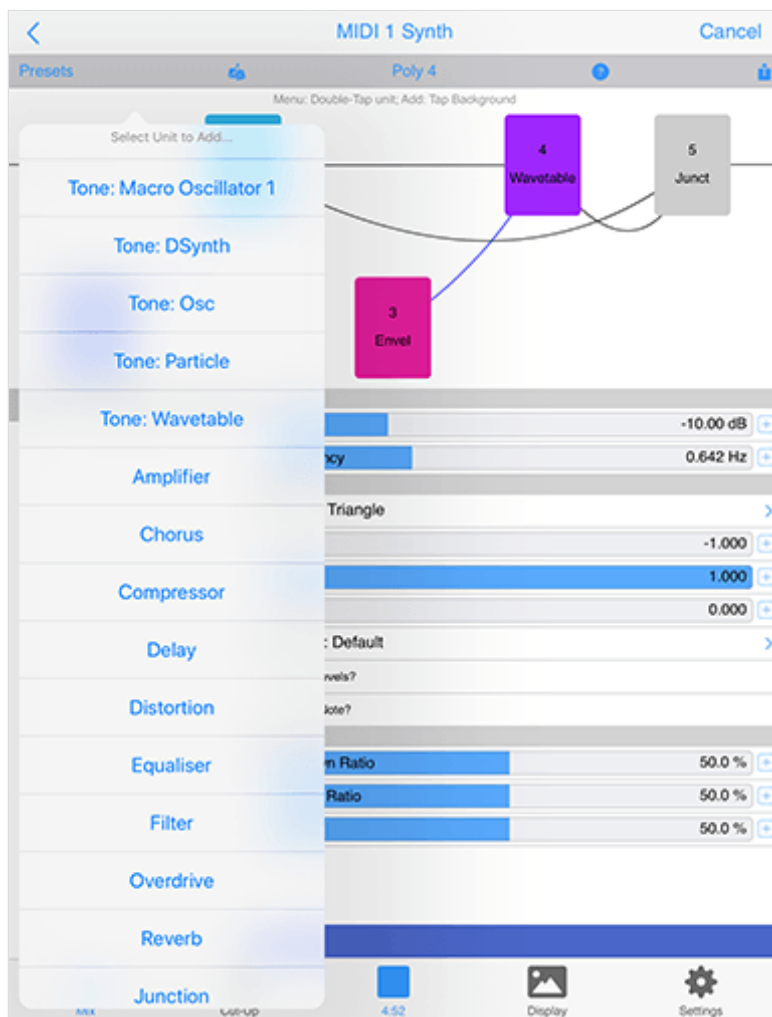 MIDI 1 Synth
Cancel
Presets
Poly 4
Menu: Double-Tap unit; Add: Tap Background
Select Unit to Add...
Tone: Macro Oscillator 1
Tone: DSynth
Tone: Osc
Tone: Particle
Tone: Wavetable
Amplifier
Chorus
Compressor
Delay
Distortion
Equaliser
Filter
Overdrive
Reverb
Junction
4
Wavetable
5
Junct
3
Envel
-10.00 dB
0.642 Hz
Triangle
-1.000
1.000
0.000
: Default
Note?
Ratio
50.0 %
Ratio
50.0 %
50.0 %
Mix
Cut-Up
4:52
Display
Settings